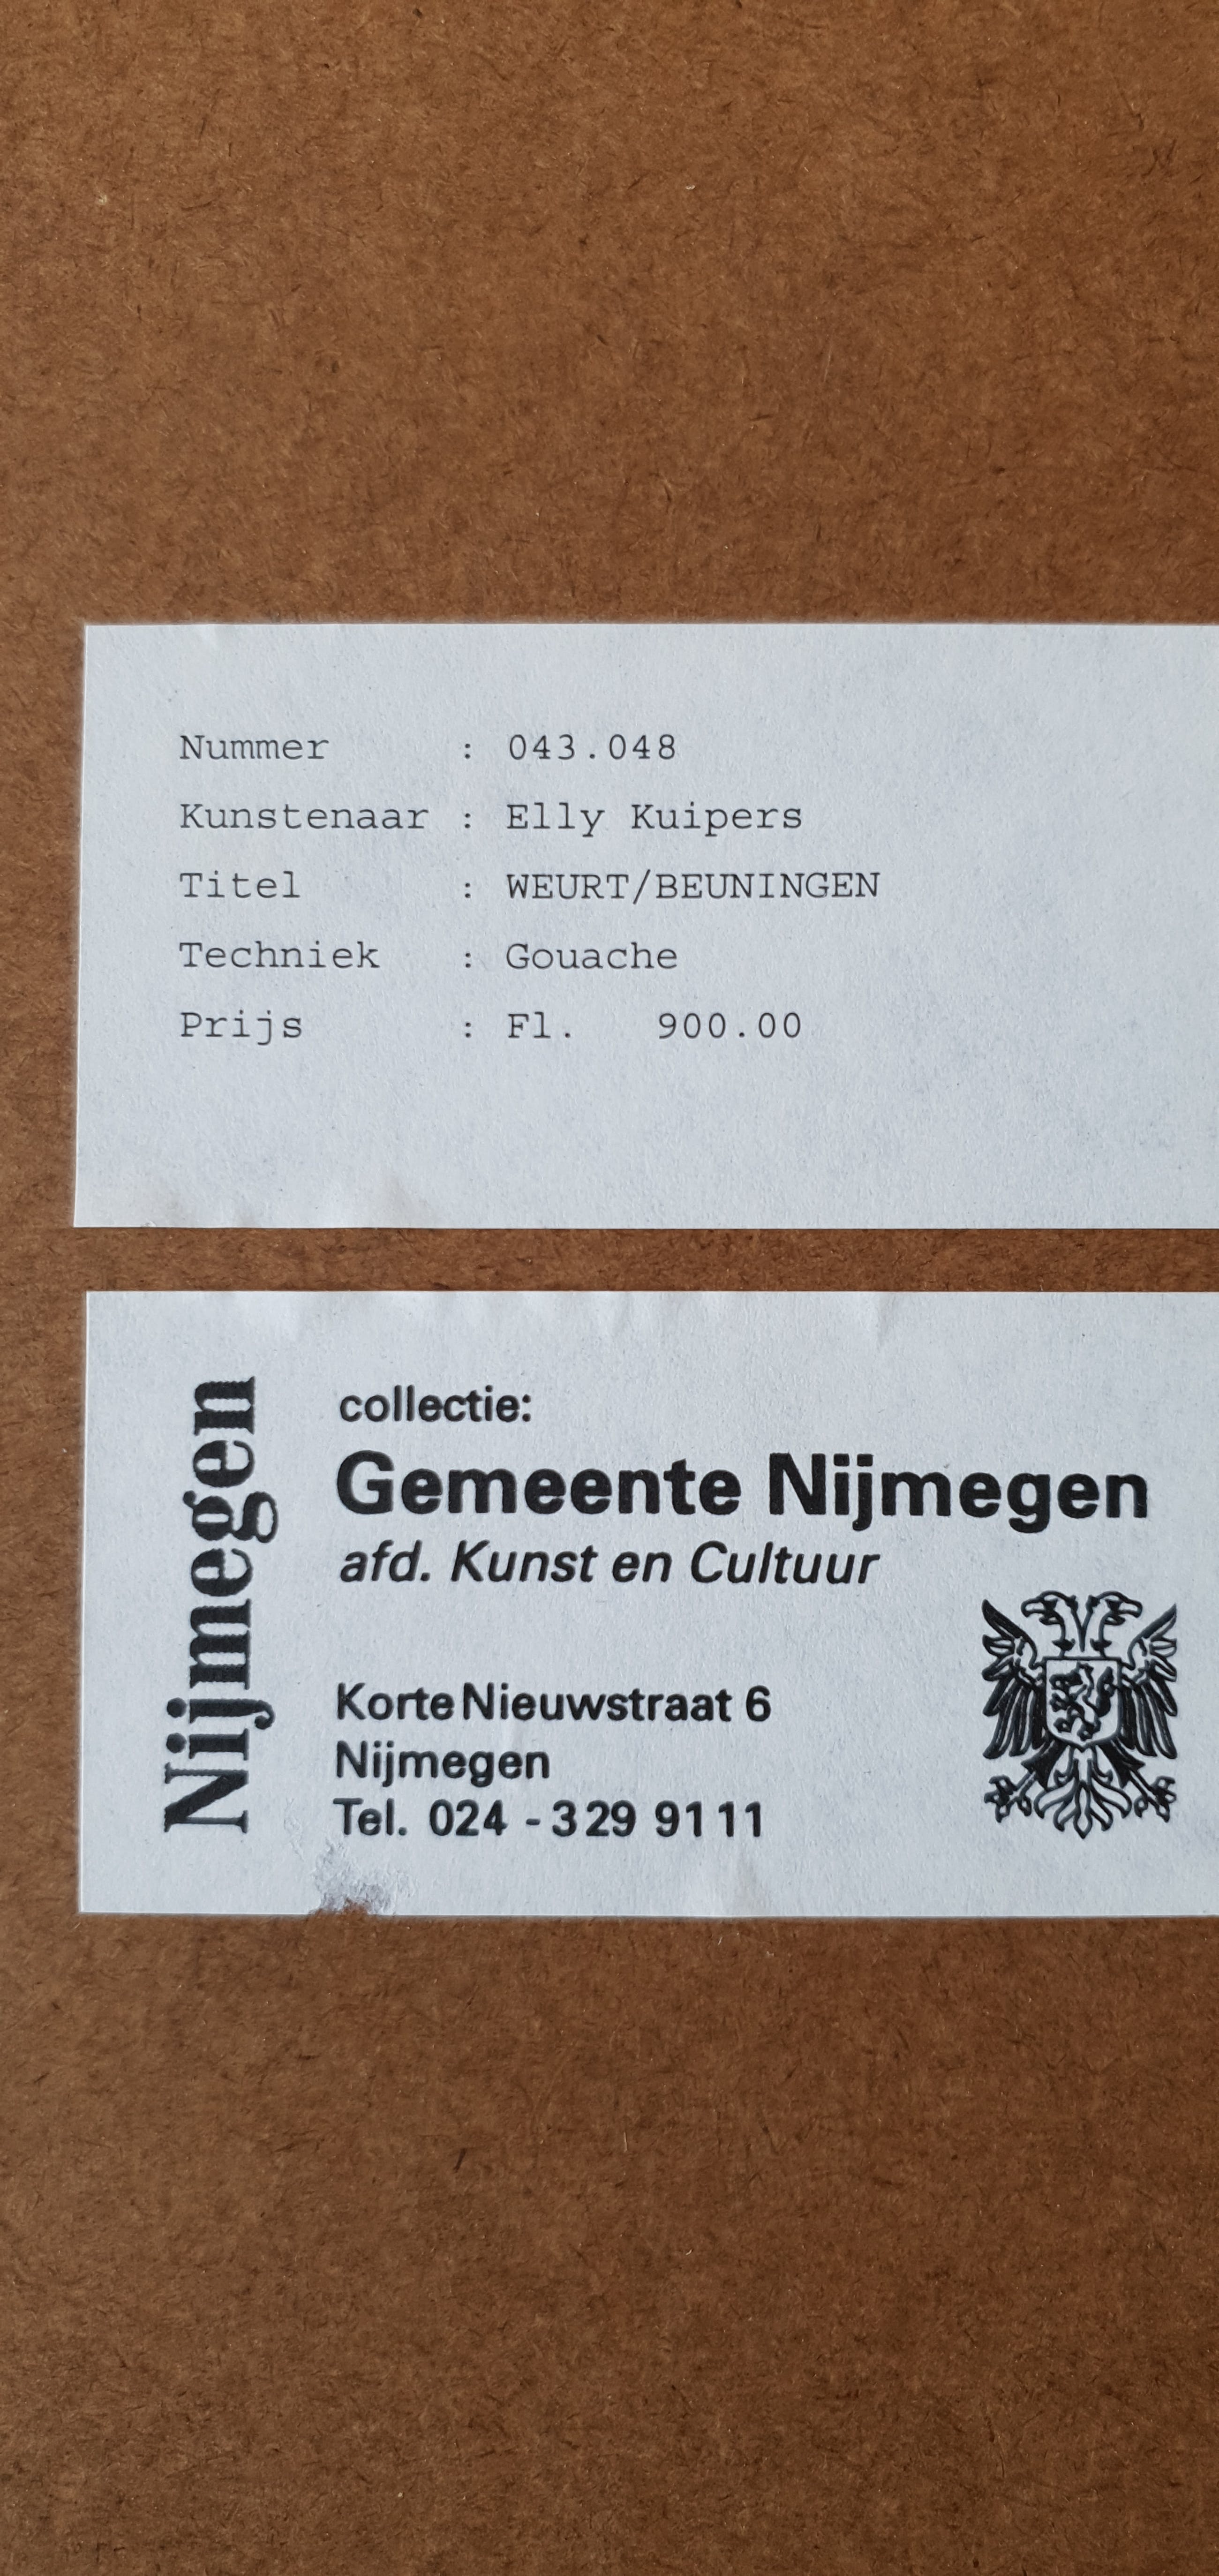 Nummer : 043.048
Kunstenaar : Elly Kuipers
Titel : WEURT/BEUNINGEN
Techniek : Gouache
Prijs : Fl. 900.00
Nijmegen
collectie:
Gemeente Nijmegen
afd. Kunst en Cultuur
Korte Nieuwstraat 6
Nijmegen
Tel. 024 - 329 9111